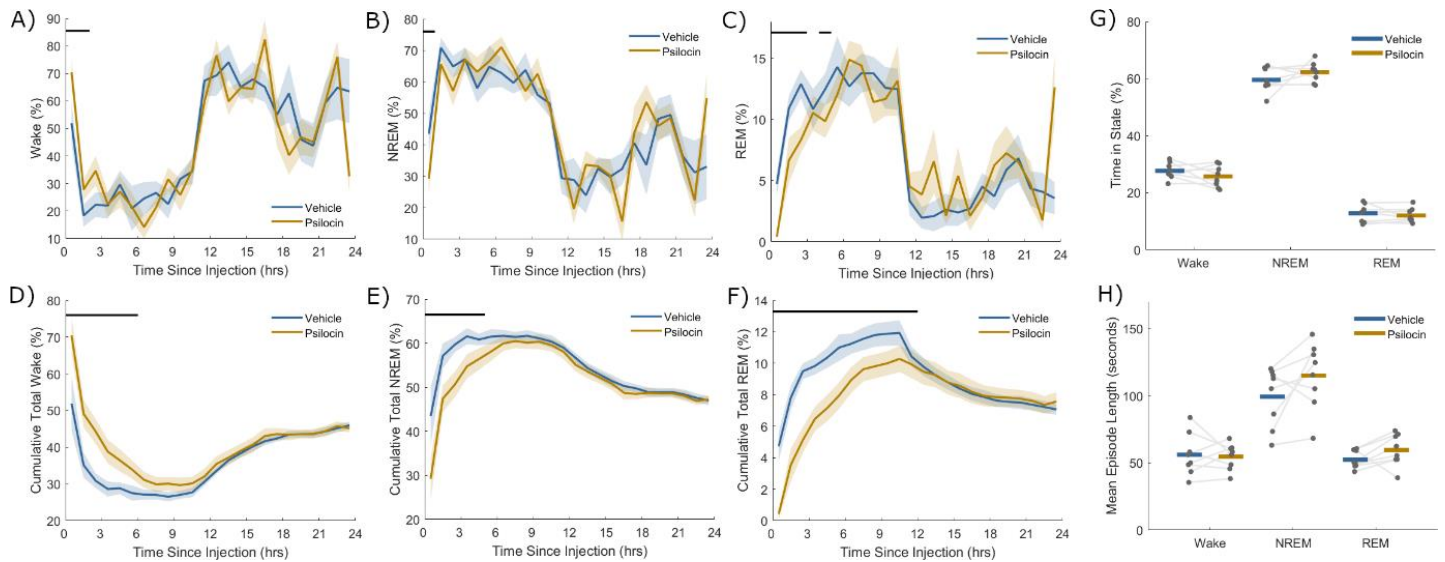 A)
90
80
70
60
50
40
30
20
10
Wake (%)
0 3 6 9 12 15 18 21 24
Time Since Injection (hrs)
Vehicle
Psilocin
B)
80
70
60
50
40
30
20
10
NREM (%)
Vehicle
Psilocin
0 3 6 9 12 15 18 21 24
Time Since Injection (hrs)
C)
15
10
5
0
REM (%)
Vehicle
Psilocin
0 3 6 9 12 15 18 21 24
Time Since Injection (hrs)
G)
80
60
40
20
0
Time in State (%)
Vehicle
Psilocin
Wake NREM REM
D)
80
70
60
50
40
30
20
Cumulative Total Wake (%)
Vehicle
Psilocin
0 3 6 9 12 15 18 21 24
Time Since Injection (hrs)
E)
70
60
50
40
30
20
Cumulative Total NREM (%)
Vehicle
Psilocin
0 3 6 9 12 15 18 21 24
Time Since Injection (hrs)
F)
14
12
10
8
6
4
2
0
Cumulative Total REM (%)
Vehicle
Psilocin
0 3 6 9 12 15 18 21 24
Time Since Injection (hrs)
H)
150
100
50
0
Mean Episode Length (seconds)
Vehicle
Psilocin
Wake NREM REM